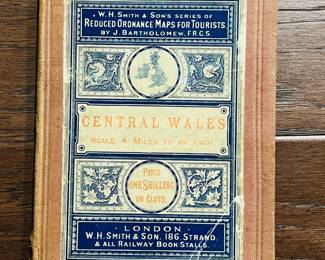 W.H. SMITH & SON'S SERIES OF
REDUCED ORDNANCE MAPS FOR TOURISTS
BY J. BARTHOLOMEW, F.R.G.S.
CENTRAL WALES
SCALE 4 MILES TO AN INCH
PRICE
ONE SHILLING
ON CLOTH
LONDON
W.H. SMITH & SON, 186, STRAND,
& ALL RAILWAY BOOK STALLS.